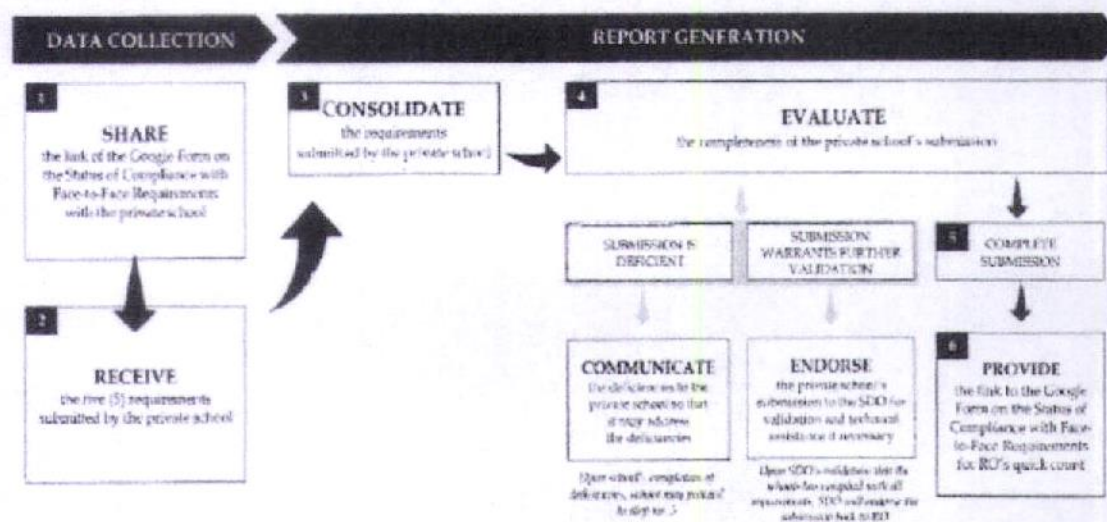 DATA COLLECTION
REPORT GENERATION
1
SHARE
the link of the Google Form on
the Status of Compliance with
Face-to-Face Requirements
with the private school
2
RECEIVE
the five (5) requirements
submitted by the private school
3
CONSOLIDATE
the requirements
submitted by the private school
4
EVALUATE
the completeness of the private school's submission
SUBMISSION IS
DEFICIENT
SUBMISSION
WARRANTS FURTHER
VALIDATION
5
COMPLETE
SUBMISSION
COMMUNICATE
the deficiencies to the
private school so that
it may address
the deficiencies
Upon school's completion of
deficiencies, school may proceed
to step no. 5
ENDORSE
the private school's
submission to the SDO for
validation and technical
assistance if necessary
Upon SDO's validation that the
school has complied with all
requirements, SDO will endorse the
submission back to RO
6
PROVIDE
the link to the Google
Form on the Status of
Compliance with Face-
to-Face Requirements
for RO's quick count